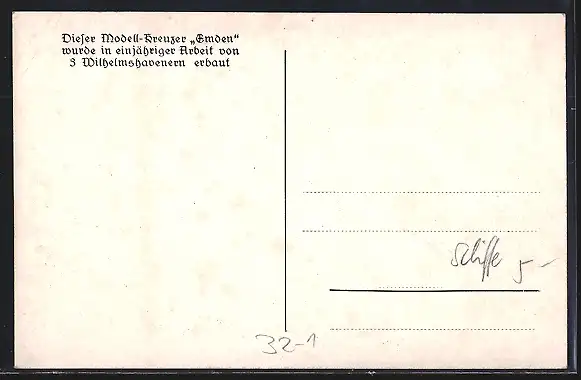 Dieser Modell-Kreuzer „Emden“
wurde in einjähriger Arbeit von
3 Wilhelmshavenern erbaut
Schiffe 5 –
32-1